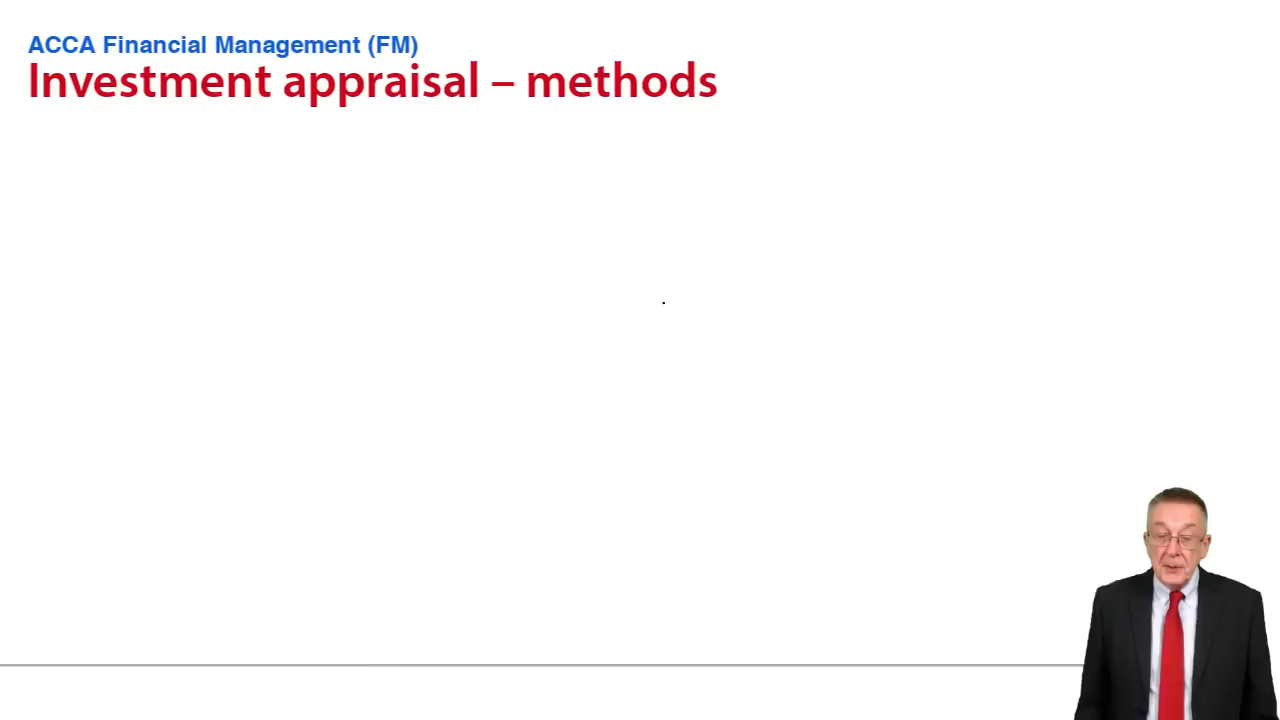 ACCA Financial Management (FM)
Investment appraisal – methods